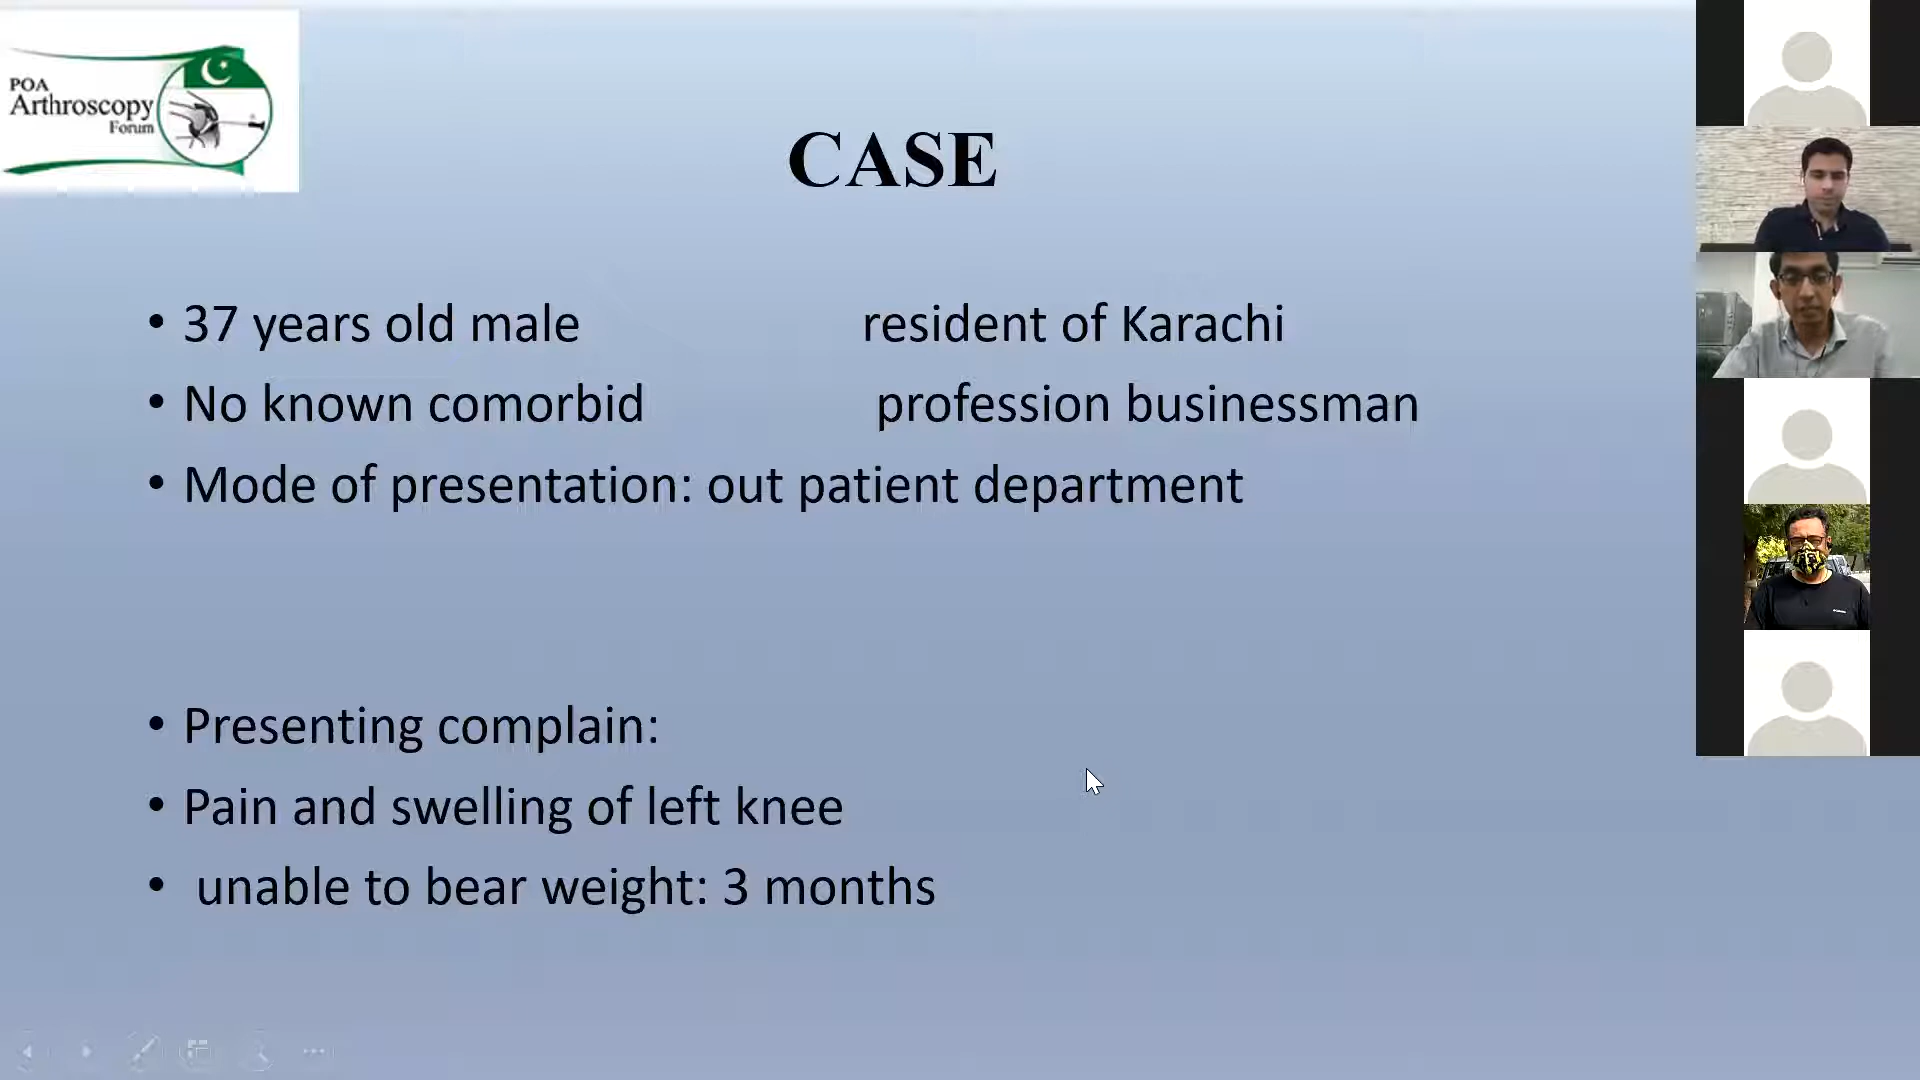 POA
Arthroscopy
Forum
CASE
• 37 years old male resident of Karachi
• No known comorbid profession businessman
• Mode of presentation: out patient department
• Presenting complain:
• Pain and swelling of left knee
• unable to bear weight: 3 months